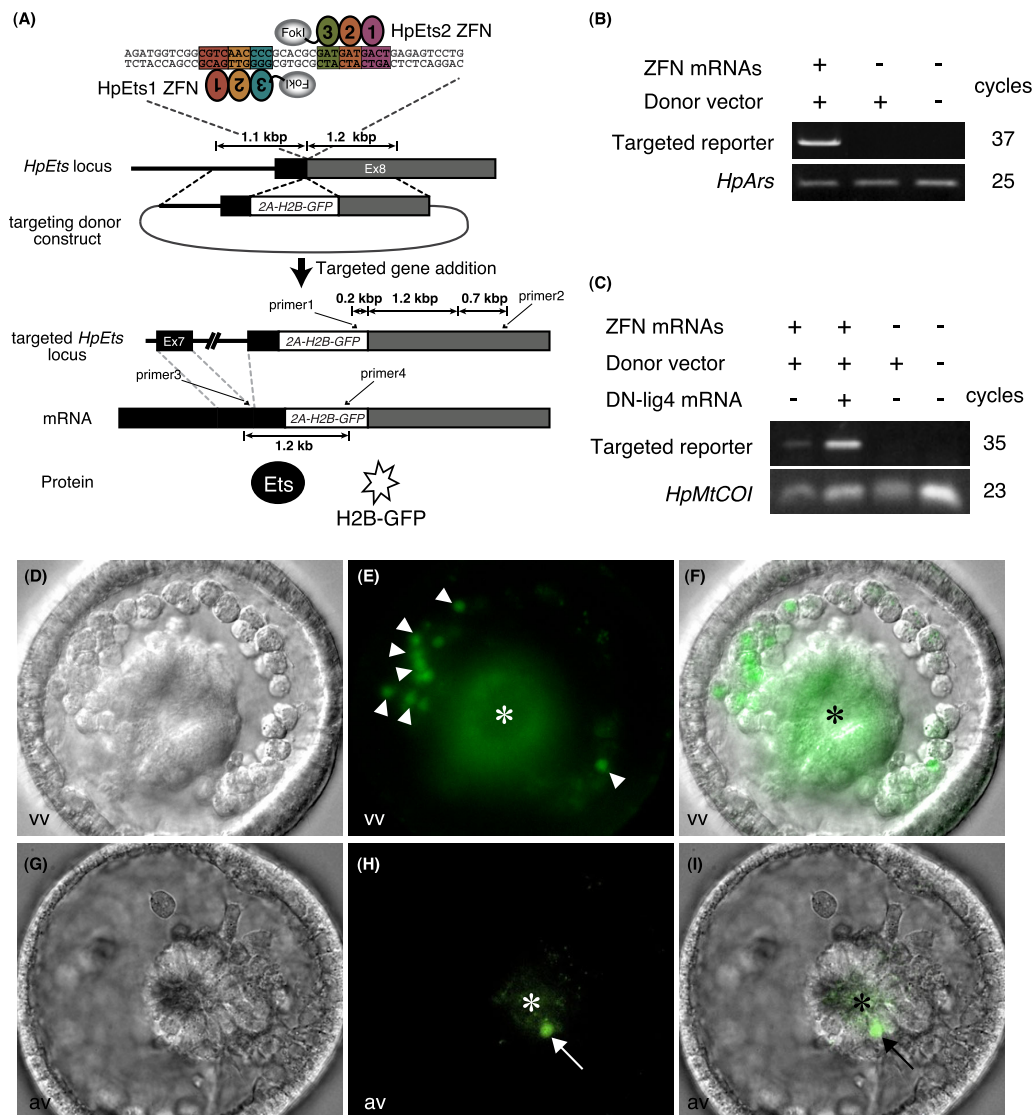 (A)
FokI 3 2 1 HpEts2 ZFN
AGATGGTCGGCGTCAACCCCGCACGCGATGATGACTGAGAGTCCTG
TCTACCAGCCGCAGTTGGGGCGTGCGCTACTACTGACTCTCAGGAC
HpEts1 ZFN 1 2 3 FokI
1.1 kbp 1.2 kbp
HpEts locus Ex8
2A-H2B-GFP
targeting donor
construct
Targeted gene addition
primer1 0.2 kbp 1.2 kbp 0.7 kbp primer2
targeted HpEts
locus
Ex7 2A-H2B-GFP
primer3 primer4
mRNA 2A-H2B-GFP
1.2 kb
Protein Ets
H2B-GFP
(B)
ZFN mRNAs + - -
cycles
Donor vector + + -
Targeted reporter 37
HpArs 25
(C)
ZFN mRNAs + + - -
Donor vector + + + -
DN-lig4 mRNA - + - - cycles
Targeted reporter 35
HpMtCOI 23
(D)
vv
(E)
*
vv
(F)
*
vv
(G)
av
(H)
*
av
(I)
*
av